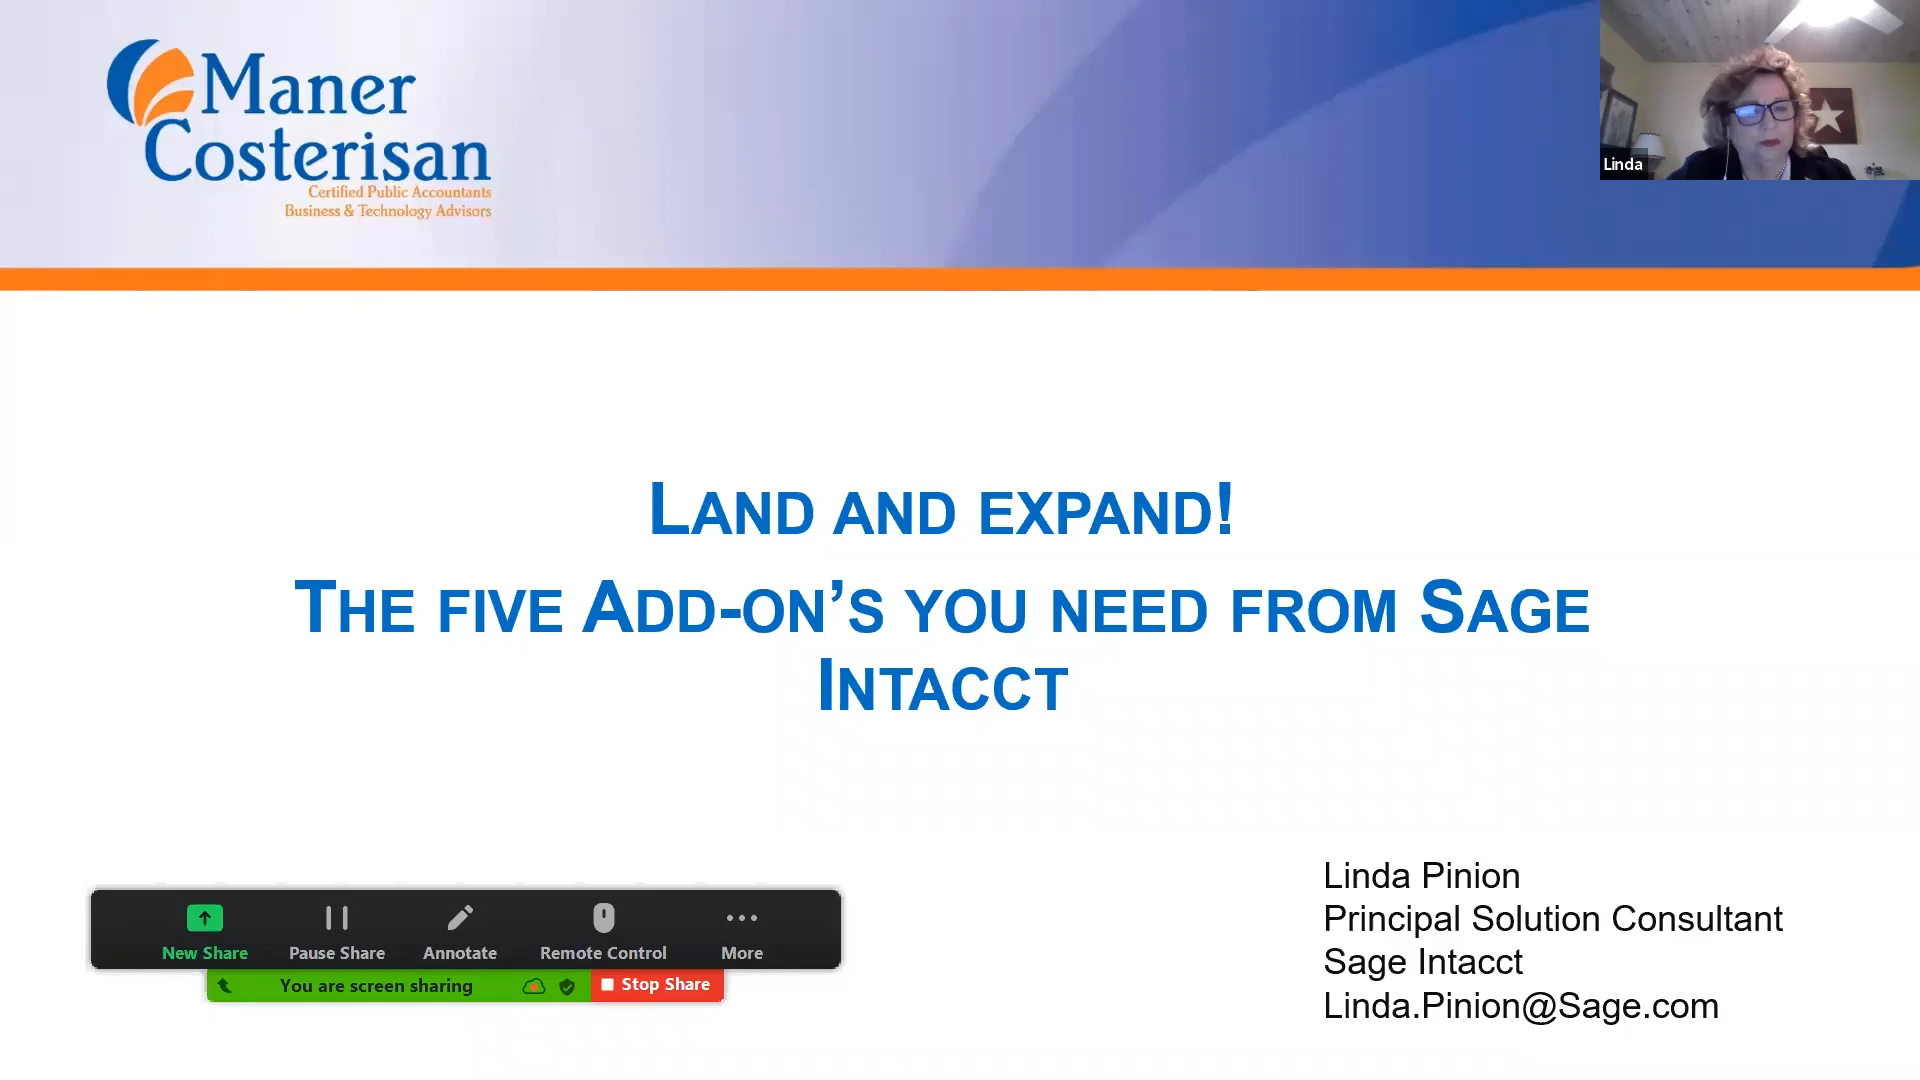 Maner
Costerisan
Certified Public Accountants
Business & Technology Advisors
Linda
LAND AND EXPAND!
THE FIVE ADD-ON’S YOU NEED FROM SAGE
INTACCT
Linda Pinion
Principal Solution Consultant
Sage Intacct
Linda.Pinion@Sage.com
New Share
Pause Share
Annotate
Remote Control
More
You are screen sharing
Stop Share